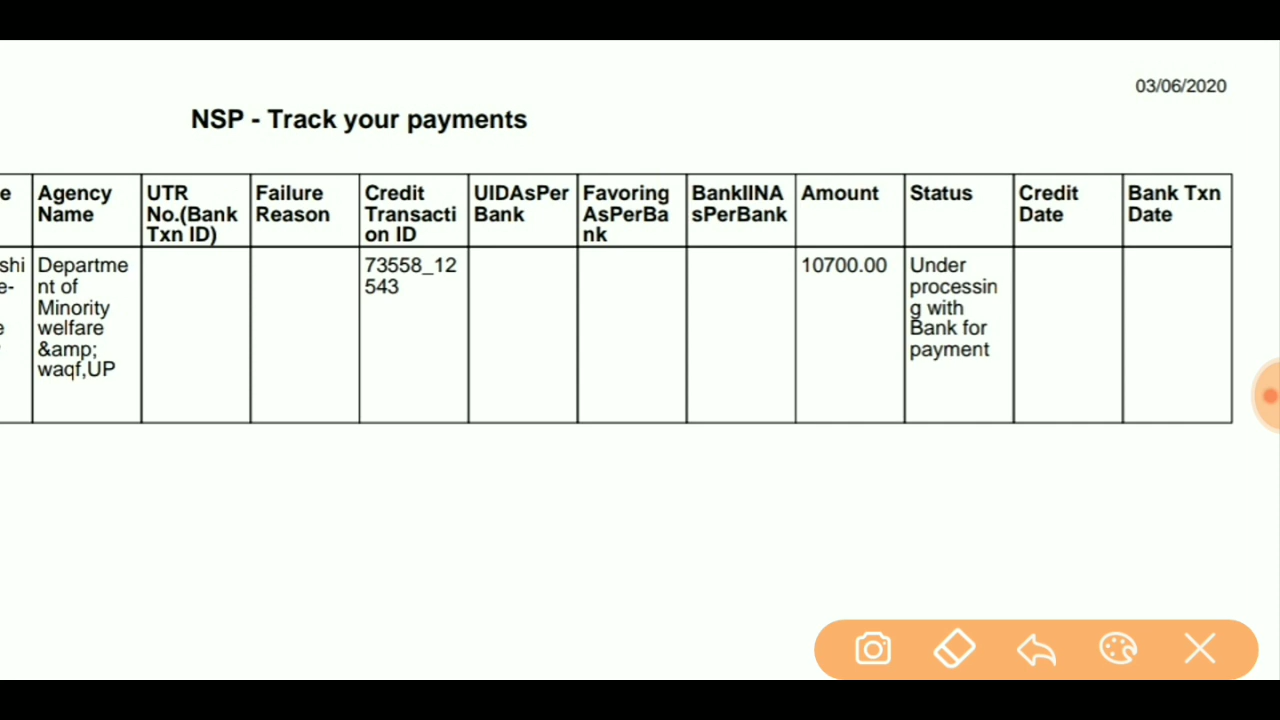 03/06/2020
NSP - Track your payments
e
Agency
Name
UTR
No.(Bank
Txn ID)
Failure
Reason
Credit
Transacti
on ID
UIDAsPer
Bank
Favoring
AsPerBa
nk
BankIINA
sPerBank
Amount
Status
Credit
Date
Bank Txn
Date
shi
e-
e
Departme
nt of
Minority
welfare
&amp;
waqf,UP
73558_12
543
10700.00
Under
processin
g with
Bank for
payment